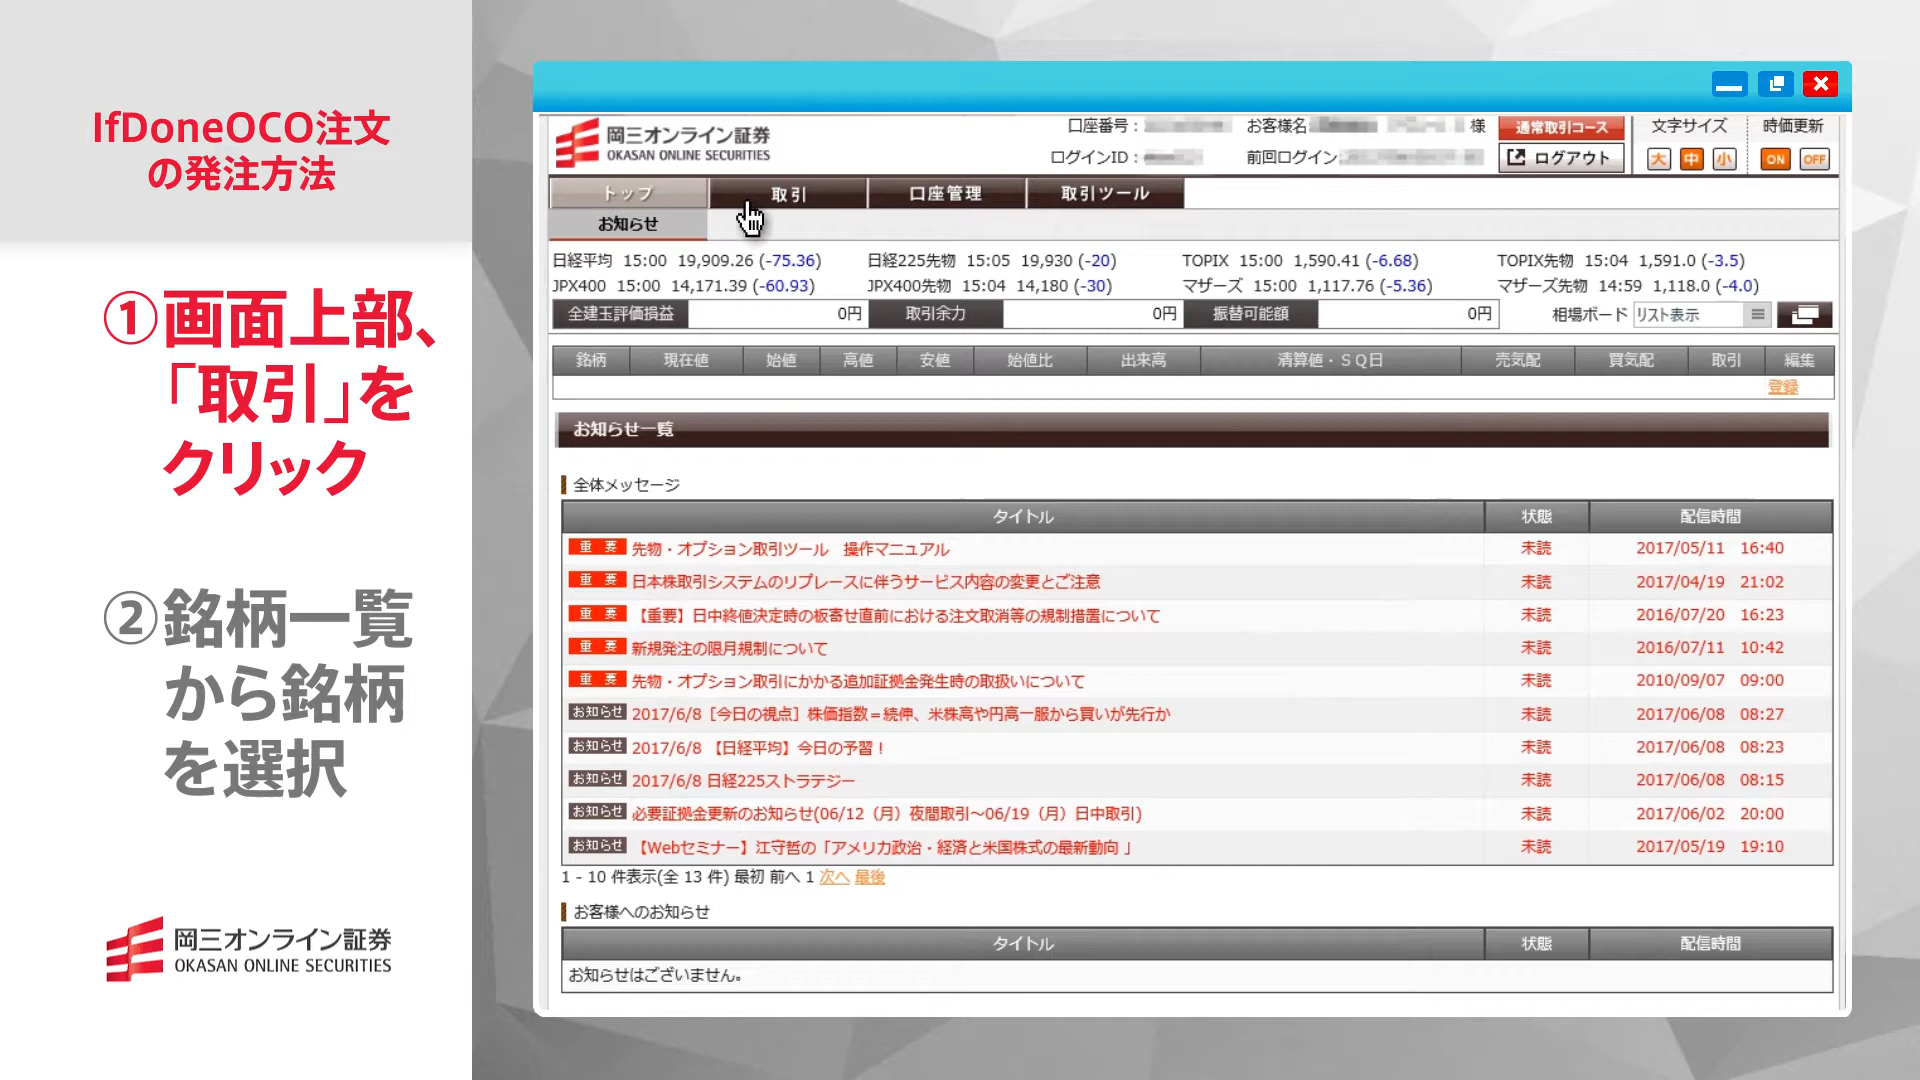 IfDoneOCO注文
の発注方法
①画面上部、
「取引」を
クリック
②銘柄一覧
から銘柄
を選択
岡三オンライン証券
OKASAN ONLINE SECURITIES
岡三オンライン証券
OKASAN ONLINE SECURITIES
口座番号： お客様名 様 通常取引コース 文字サイズ 時価更新
ログインID： 前回ログイン ログアウト 大 中 小 ON OFF
トップ 取引 口座管理 取引ツール
お知らせ
日経平均 15:00 19,909.26 (-75.36) 日経225先物 15:05 19,930 (-20) TOPIX 15:00 1,590.41 (-6.68) TOPIX先物 15:04 1,591.0 (-3.5)
JPX400 15:00 14,171.39 (-60.93) JPX400先物 15:04 14,180 (-30) マザーズ 15:00 1,117.76 (-5.36) マザーズ先物 14:59 1,118.0 (-4.0)
全建玉評価損益 0円 取引余力 0円 振替可能額 0円 相場ボード リスト表示
銘柄 現在値 始値 高値 安値 始値比 出来高 清算値・ＳＱ日 売気配 買気配 取引 編集
登録
お知らせ一覧
全体メッセージ
タイトル 状態 配信時間
重要 先物・オプション取引ツール 操作マニュアル 未読 2017/05/11 16:40
重要 日本株取引システムのリプレースに伴うサービス内容の変更とご注意 未読 2017/04/19 21:02
重要 【重要】日中終値決定時の板寄せ直前における注文取消等の規制措置について 未読 2016/07/20 16:23
重要 新規発注の限月規制について 未読 2016/07/11 10:42
重要 先物・オプション取引にかかる追加証拠金発生時の取扱いについて 未読 2010/09/07 09:00
お知らせ 2017/6/8［今日の視点］株価指数＝続伸、米株高や円高一服から買いが先行か 未読 2017/06/08 08:27
お知らせ 2017/6/8 【日経平均】今日の予習！ 未読 2017/06/08 08:23
お知らせ 2017/6/8 日経225ストラテジー 未読 2017/06/08 08:15
お知らせ 必要証拠金更新のお知らせ(06/12（月）夜間取引～06/19（月）日中取引) 未読 2017/06/02 20:00
お知らせ 【Webセミナー】江守哲の「アメリカ政治・経済と米国株式の最新動向 」 未読 2017/05/19 19:10
1 - 10 件表示(全 13 件) 最初 前へ 1 次へ 最後
お客様へのお知らせ
タイトル 状態 配信時間
お知らせはございません。